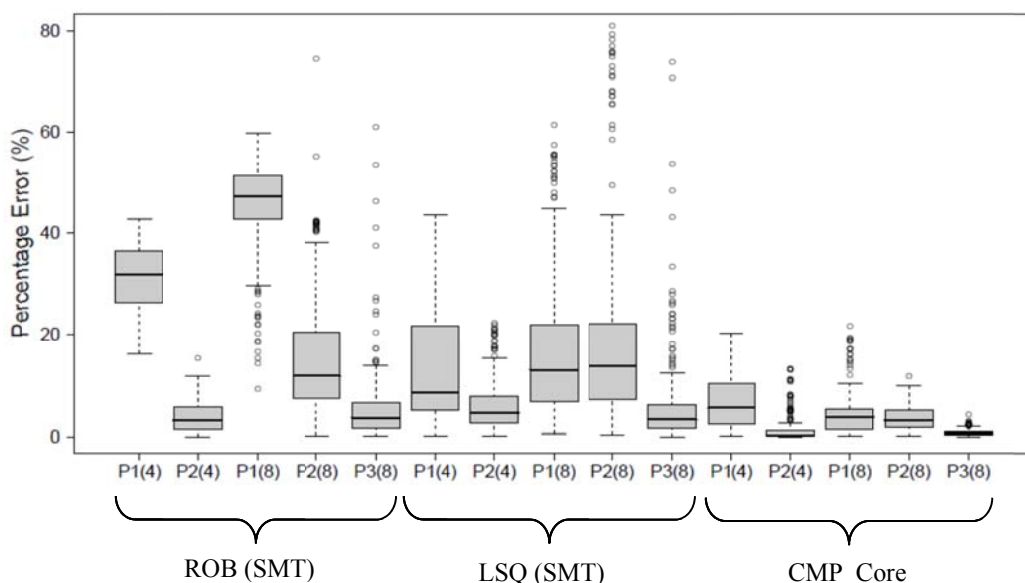 Percentage Error (%)
80
60
40
20
0
P1(4) P2(4) P1(8) P2(8) P3(8) P1(4) P2(4) P1(8) P2(8) P3(8) P1(4) P2(4) P1(8) P2(8) P3(8)
ROB (SMT) LSQ (SMT) CMP Core